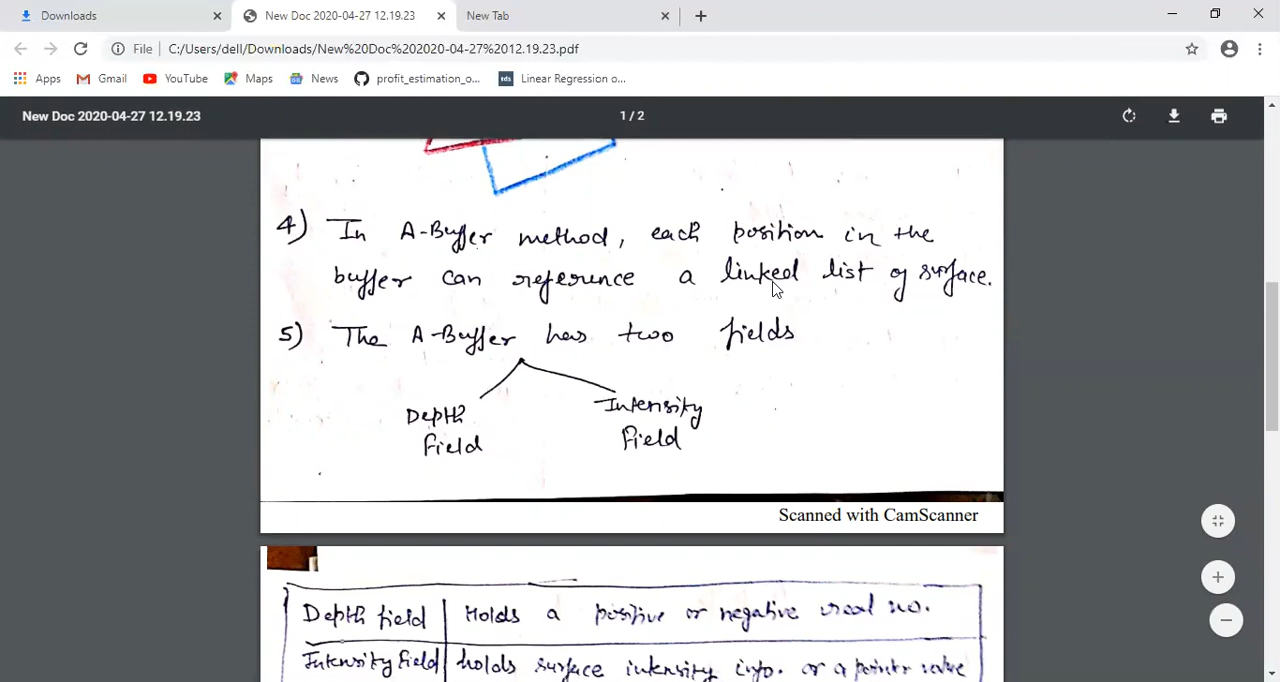 Downloads
New Doc 2020-04-27 12.19.23
New Tab
File
C:/Users/dell/Downloads/New%20Doc%202020-04-27%2012.19.23.pdf
Apps
Gmail
YouTube
Maps
News
profit_estimation_o...
tds
Linear Regression o...
New Doc 2020-04-27 12.19.23
1 / 2
4) In A-Buffer method, each position in the
buffer can reference a linked list of surface.
5) The A-Buffer has two fields
Depth Intensity
Field Field
Scanned with CamScanner
Depth field Holds a positive or negative real no.
Intensity field holds surface intensity info. or a pointer value